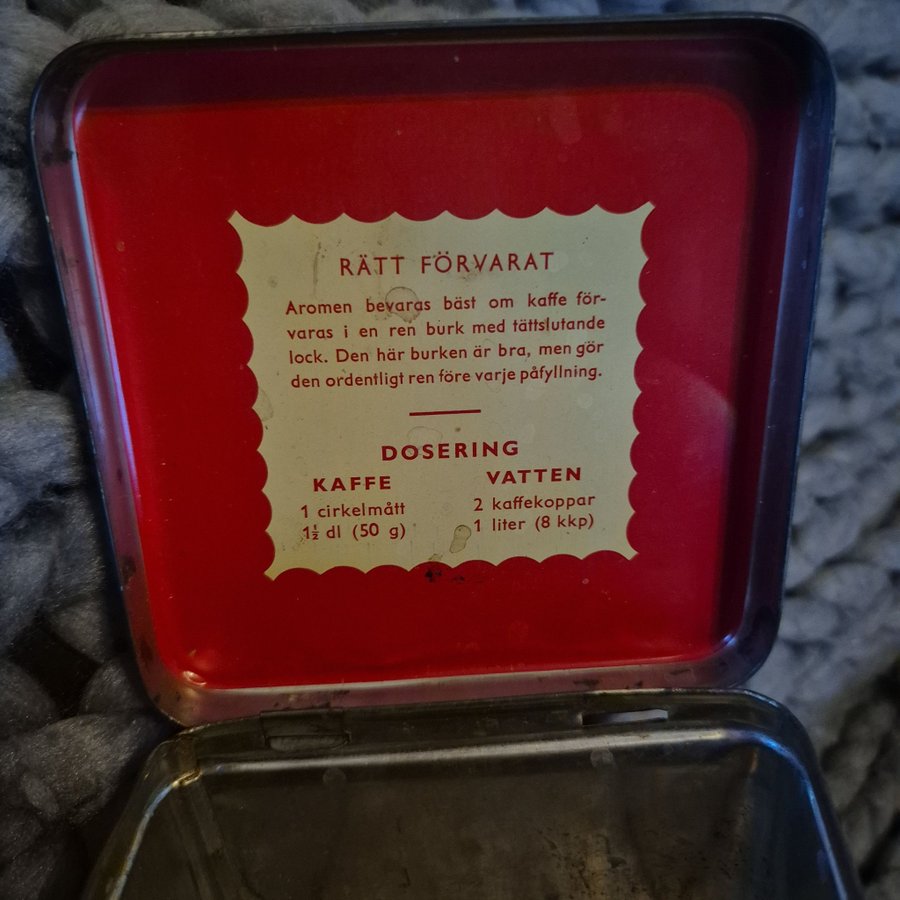 RÄTT FÖRVARAT
Aromen bevaras bäst om kaffe för-
varas i en ren burk med tättslutande
lock. Den här burken är bra, men gör
den ordentligt ren före varje påfyllning.
DOSERING
KAFFE VATTEN
1 cirkelmått 2 kaffekoppar
1½ dl (50 g) 1 liter (8 kkp)